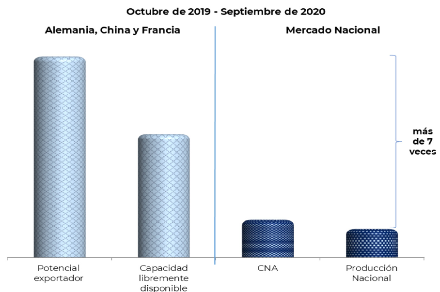 Octubre de 2019 - Septiembre de 2020
Alemania, China y Francia
Mercado Nacional
más
de 7
veces
Potencial
exportador
Capacidad
libremente
disponible
CNA
Producción
Nacional